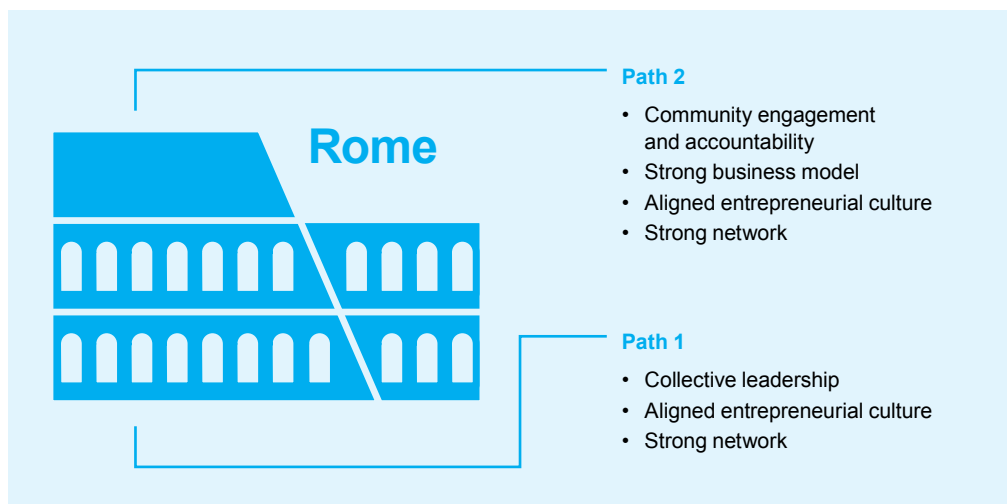 Rome
Path 2
• Community engagement
and accountability
• Strong business model
• Aligned entrepreneurial culture
• Strong network
Path 1
• Collective leadership
• Aligned entrepreneurial culture
• Strong network